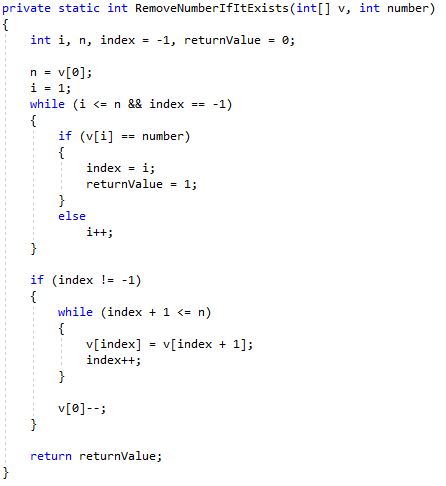 private static int RemoveNumberIfItExists(int[] v, int number)
{
    int i, n, index = -1, returnValue = 0;

    n = v[0];
    i = 1;
    while (i <= n && index == -1)
    {
        if (v[i] == number)
        {
            index = i;
            returnValue = 1;
        }
        else
            i++;
    }

    if (index != -1)
    {
        while (index + 1 <= n)
        {
            v[index] = v[index + 1];
            index++;
        }

        v[0]--;
    }

    return returnValue;
}